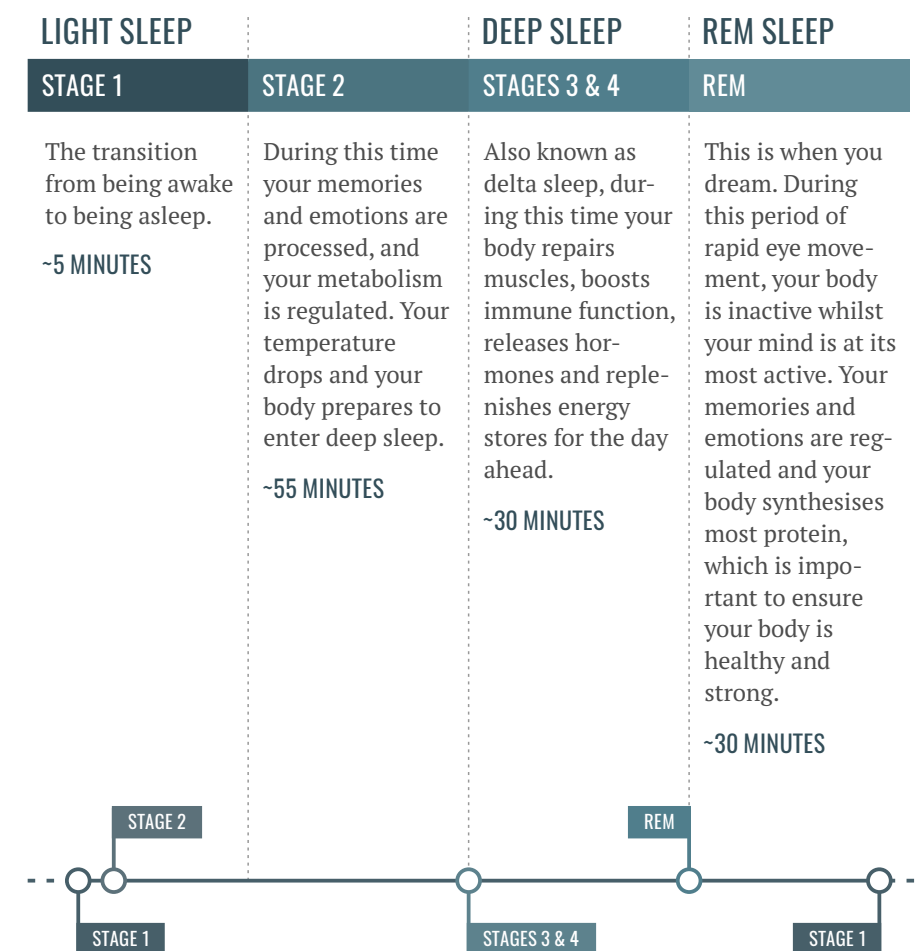 LIGHT SLEEP
STAGE 1
The transition
from being awake
to being asleep.
~5 MINUTES
STAGE 2
During this time
your memories
and emotions are
processed, and
your metabolism
is regulated. Your
temperature
drops and your
body prepares to
enter deep sleep.
~55 MINUTES
DEEP SLEEP
STAGES 3 & 4
Also known as
delta sleep, dur-
ing this time your
body repairs
muscles, boosts
immune function,
releases hor-
mones and reple-
nishes energy
stores for the day
ahead.
~30 MINUTES
REM SLEEP
REM
This is when you
dream. During
this period of
rapid eye move-
ment, your body
is inactive whilst
your mind is at its
most active. Your
memories and
emotions are reg-
ulated and your
body synthesises
most protein,
which is impo-
rtant to ensure
your body is
healthy and
strong.
~30 MINUTES
STAGE 2
REM
STAGE 1
STAGES 3 & 4
STAGE 1